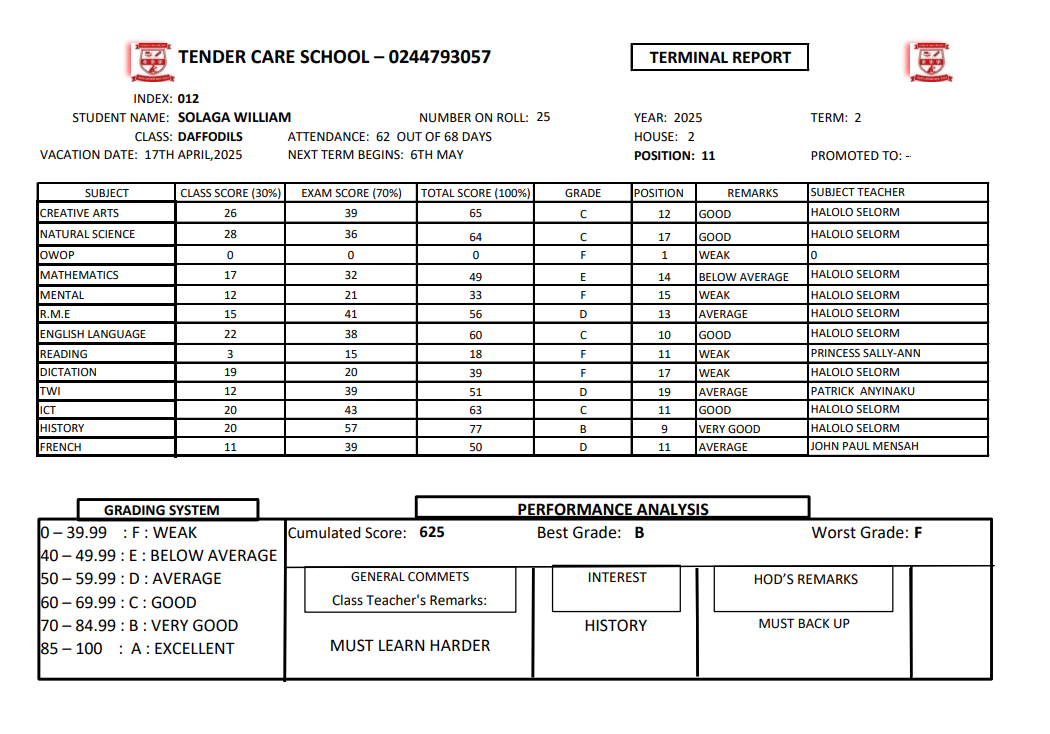 TENDER CARE SCHOOL – 0244793057 TERMINAL REPORT
INDEX: 012
STUDENT NAME: SOLAGA WILLIAM NUMBER ON ROLL: 25 YEAR: 2025 TERM: 2
CLASS: DAFFODILS ATTENDANCE: 62 OUT OF 68 DAYS HOUSE: 2
VACATION DATE: 17TH APRIL,2025 NEXT TERM BEGINS: 6TH MAY POSITION: 11 PROMOTED TO: --
SUBJECT CLASS SCORE (30%) EXAM SCORE (70%) TOTAL SCORE (100%) GRADE POSITION REMARKS SUBJECT TEACHER
CREATIVE ARTS 26 39 65 C 12 GOOD HALOLO SELORM
NATURAL SCIENCE 28 36 64 C 17 GOOD HALOLO SELORM
OWOP 0 0 0 F 1 WEAK 0
MATHEMATICS 17 32 49 E 14 BELOW AVERAGE HALOLO SELORM
MENTAL 12 21 33 F 15 WEAK HALOLO SELORM
R.M.E 15 41 56 D 13 AVERAGE HALOLO SELORM
ENGLISH LANGUAGE 22 38 60 C 10 GOOD HALOLO SELORM
READING 3 15 18 F 11 WEAK PRINCESS SALLY-ANN
DICTATION 19 20 39 F 17 WEAK HALOLO SELORM
TWI 12 39 51 D 19 AVERAGE PATRICK ANYINAKU
ICT 20 43 63 C 11 GOOD HALOLO SELORM
HISTORY 20 57 77 B 9 VERY GOOD HALOLO SELORM
FRENCH 11 39 50 D 11 AVERAGE JOHN PAUL MENSAH
GRADING SYSTEM PERFORMANCE ANALYSIS
0 – 39.99 : F : WEAK
40 – 49.99 : E : BELOW AVERAGE
50 – 59.99 : D : AVERAGE
60 – 69.99 : C : GOOD
70 – 84.99 : B : VERY GOOD
85 – 100 : A : EXCELLENT
Cumulated Score: 625 Best Grade: B Worst Grade: F
GENERAL COMMETS
Class Teacher's Remarks:
MUST LEARN HARDER
INTEREST
HISTORY
HOD'S REMARKS
MUST BACK UP